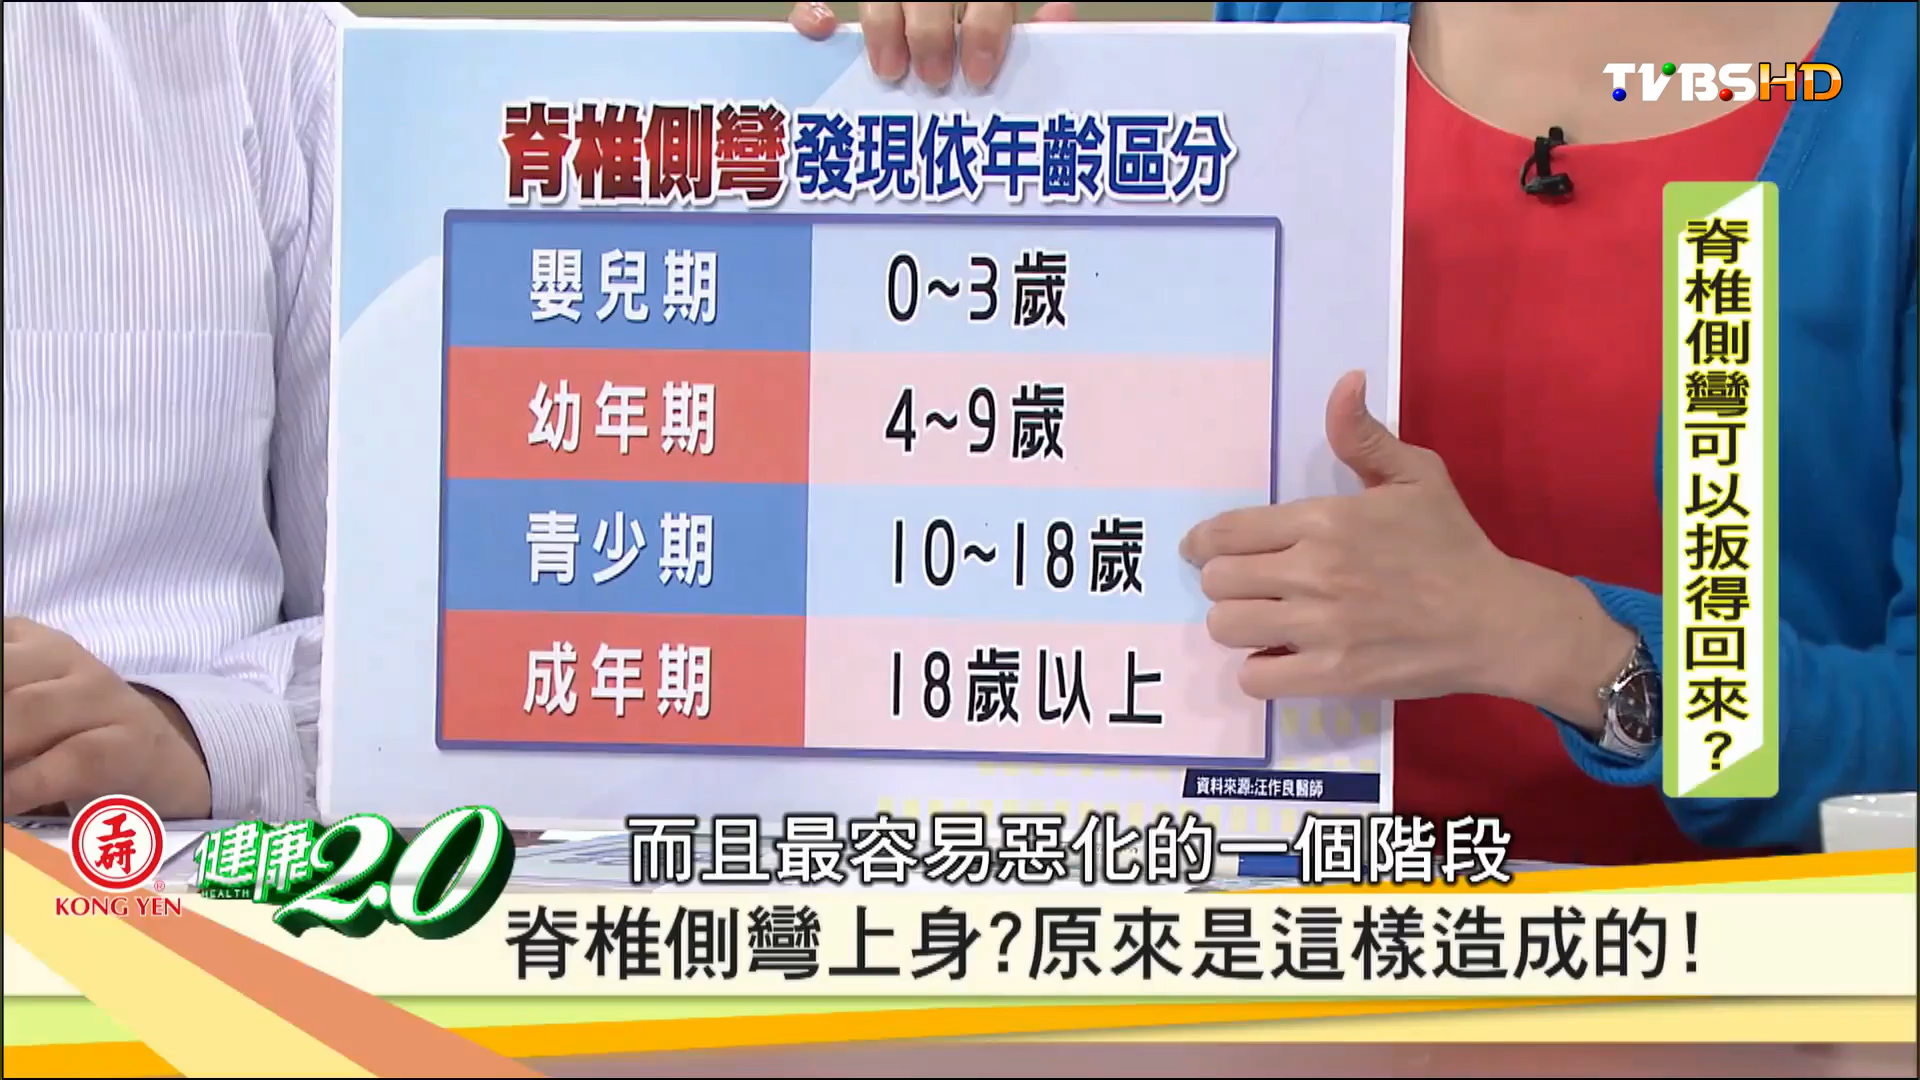 TVBS HD
脊椎側彎發現依年齡區分
嬰兒期 0~3歲
幼年期 4~9歲
青少期 10~18歲
成年期 18歲以上
資料來源:汪作良醫師
脊椎側彎可以扳得回來?
工研
®
KONG YEN
健康2.0
HEALTH
而且最容易惡化的一個階段
脊椎側彎上身?原來是這樣造成的!